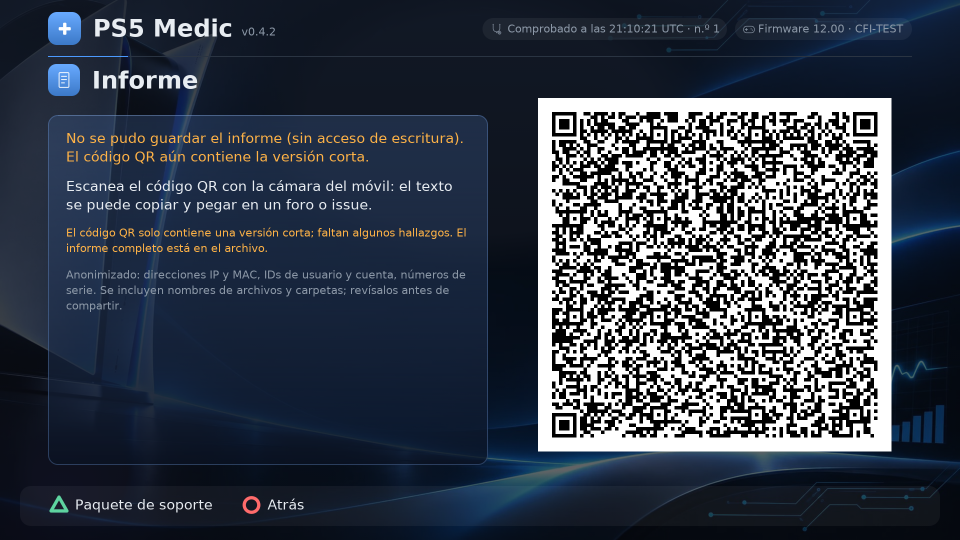 PS5 Medic v0.4.2
Comprobado a las 21:10:21 UTC · n.º 1
Firmware 12.00 · CFI-TEST
Informe
No se pudo guardar el informe (sin acceso de escritura).
El código QR aún contiene la versión corta.
Escanea el código QR con la cámara del móvil: el texto
se puede copiar y pegar en un foro o issue.
El código QR solo contiene una versión corta; faltan algunos hallazgos. El
informe completo está en el archivo.
Anonimizado: direcciones IP y MAC, IDs de usuario y cuenta, números de
serie. Se incluyen nombres de archivos y carpetas; revísalos antes de
compartir.
Paquete de soporte
Atrás